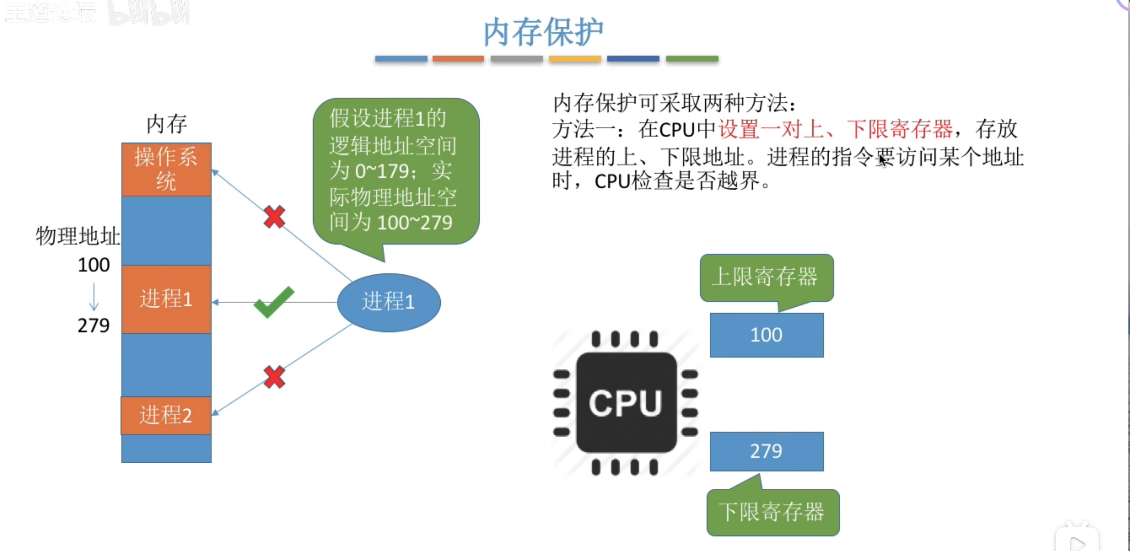 王道论坛 bilibili
内存保护
内存保护可采取两种方法：
方法一：在CPU中设置一对上、下限寄存器，存放
进程的上、下限地址。进程的指令要访问某个地址
时，CPU检查是否越界。
内存
操作系
统
物理地址
100
279
进程1
进程2
假设进程1的
逻辑地址空间
为 0~179；实
际物理地址空
间为 100~279
进程1
上限寄存器
100
CPU
279
下限寄存器